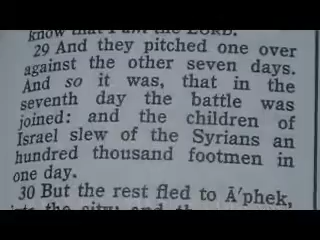 know that I am the LORD.
29 And they pitched one over
against the other seven days.
And so it was, that in the
seventh day the battle was
joined: and the children of
Israel slew of the Syrians an
hundred thousand footmen in
one day.
30 But the rest fled to Ā′phek,
into the city; and